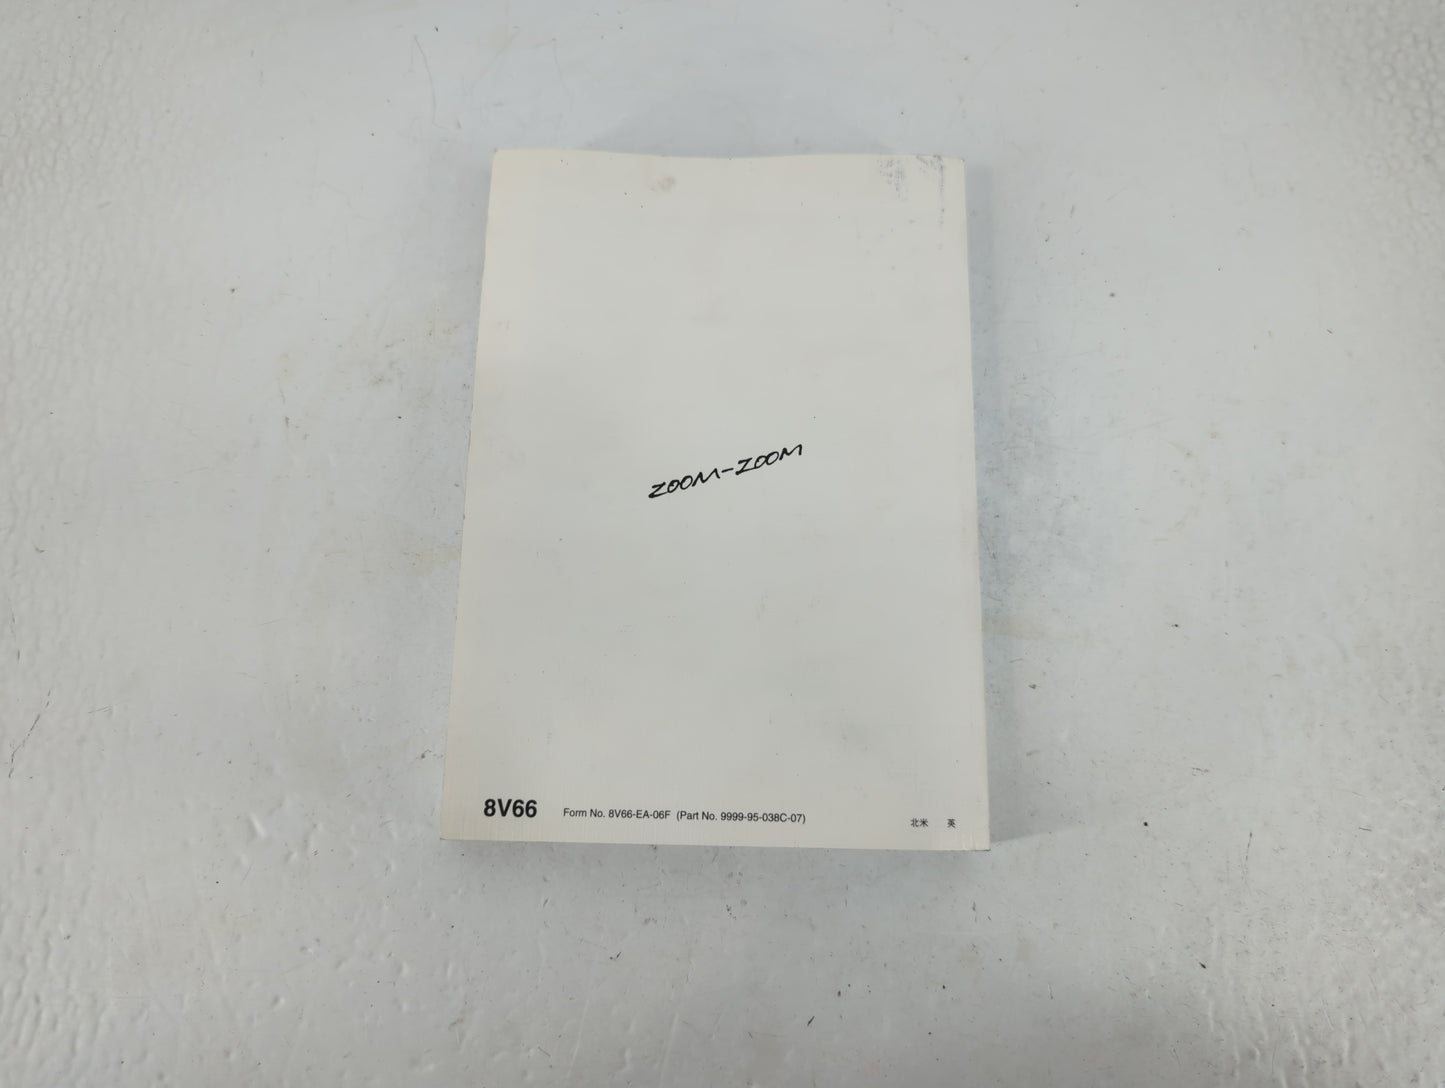 ZOOM-ZOOM
8V66 Form No. 8V66-EA-06F (Part No. 9999-95-038C-07) 北米 英